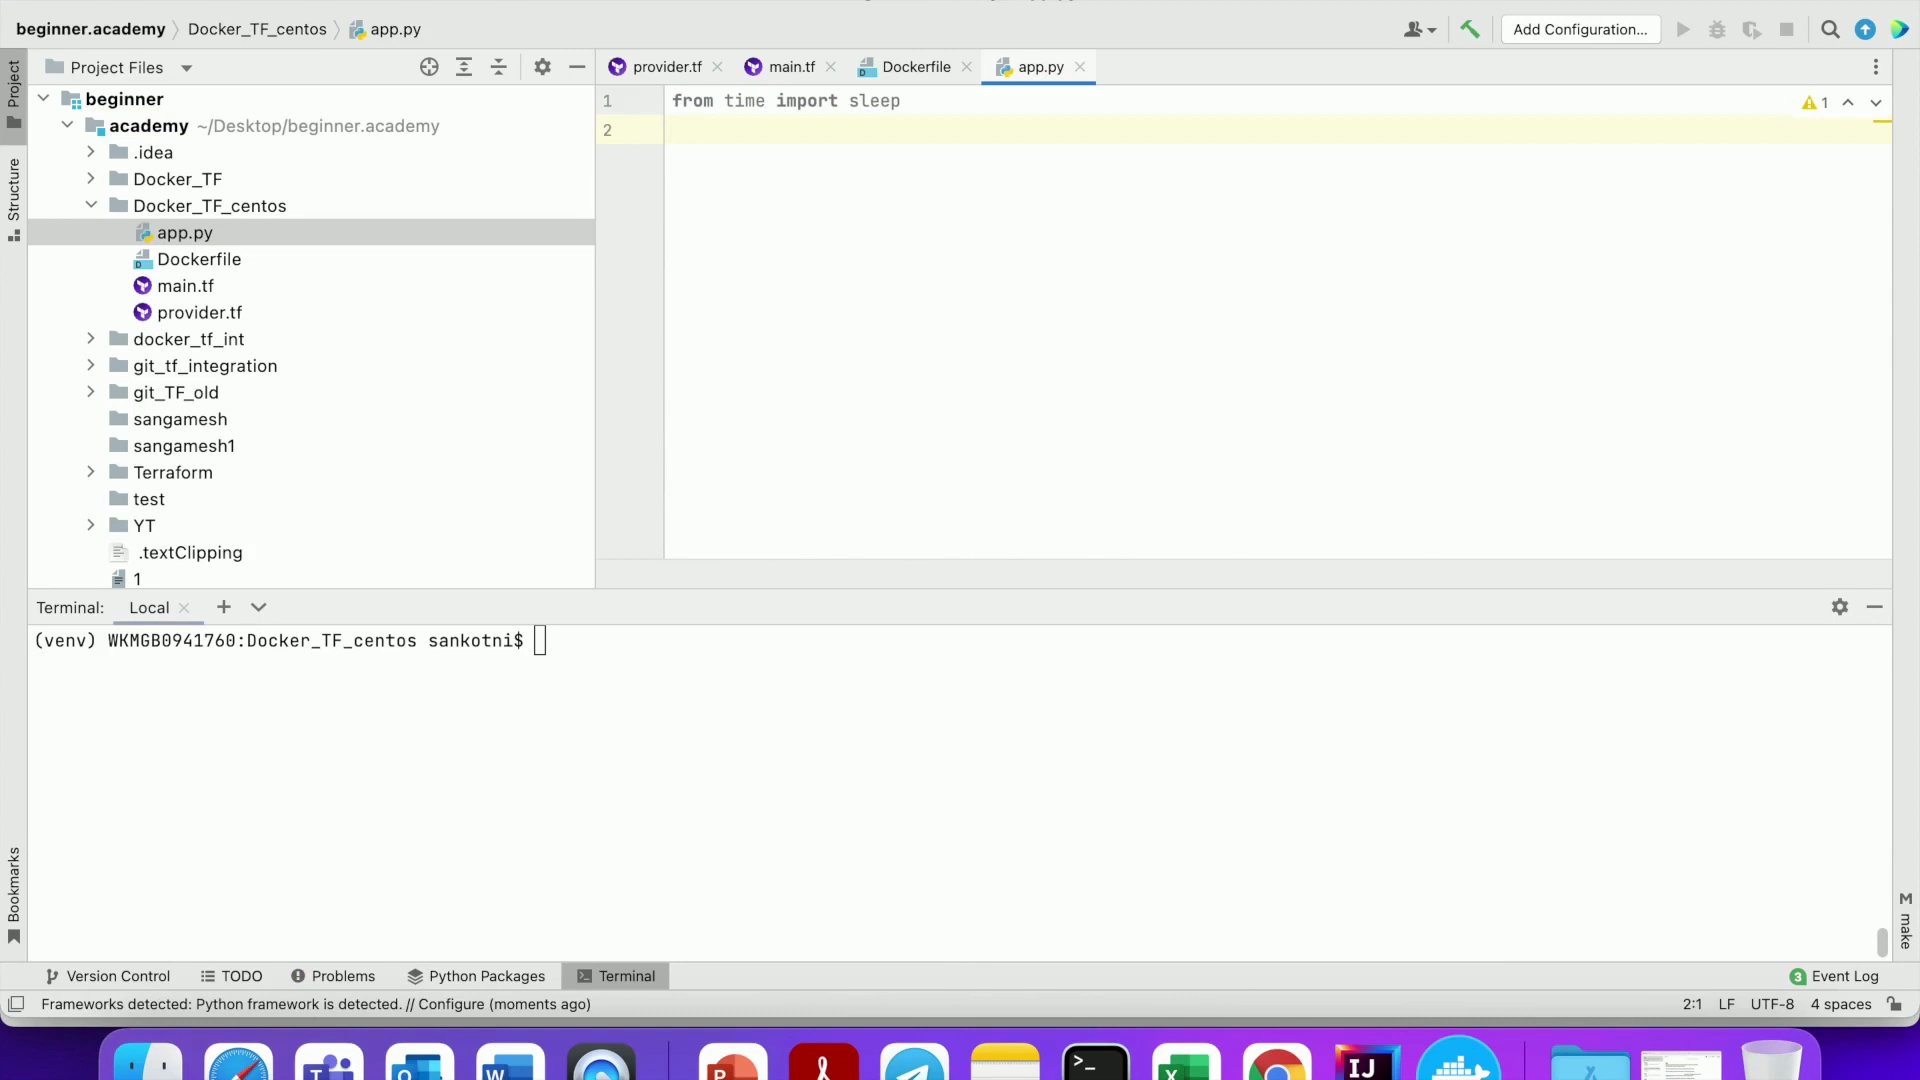 beginner.academy Docker_TF_centos app.py
Add Configuration...
Project
Project Files
provider.tf
main.tf
Dockerfile
app.py
beginner
academy ~/Desktop/beginner.academy
.idea
Docker_TF
Docker_TF_centos
app.py
Dockerfile
main.tf
provider.tf
docker_tf_int
git_tf_integration
git_TF_old
sangamesh
sangamesh1
Terraform
test
YT
.textClipping
1
Structure
1 from time import sleep
2
1
Terminal: Local
(venv) WKMGB0941760:Docker_TF_centos sankotni$
Bookmarks
M make
Version Control TODO Problems Python Packages Terminal
3 Event Log
Frameworks detected: Python framework is detected. // Configure (moments ago)
2:1 LF UTF-8 4 spaces
T
O
W
P
>_
X
IJ